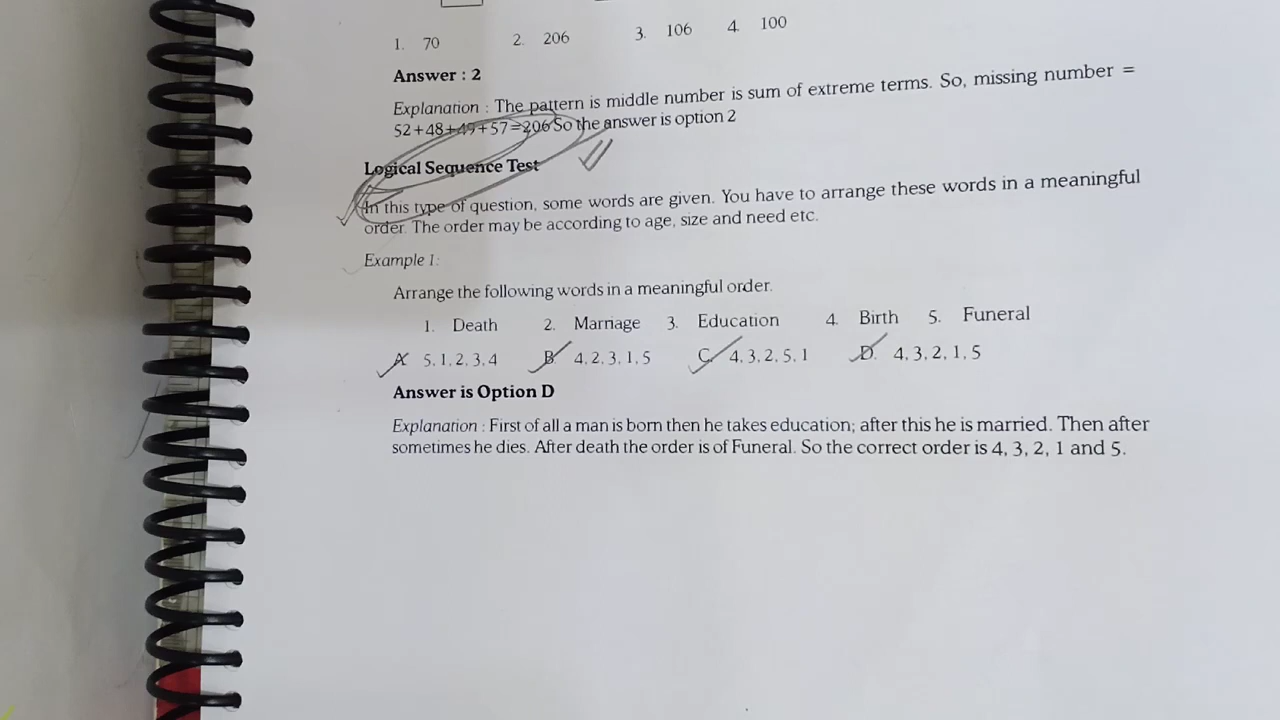 1. 70 2. 206 3. 106 4. 100
Answer : 2
Explanation : The pattern is middle number is sum of extreme terms. So, missing number =
52+48+49+57=206 So the answer is option 2
Logical Sequence Test
In this type of question, some words are given. You have to arrange these words in a meaningful
order. The order may be according to age, size and need etc.
Example 1:
Arrange the following words in a meaningful order.
1. Death 2. Marriage 3. Education 4. Birth 5. Funeral
A 5, 1, 2, 3, 4 B 4, 2, 3, 1, 5 C 4, 3, 2, 5, 1 D. 4, 3, 2, 1, 5
Answer is Option D
Explanation : First of all a man is born then he takes education; after this he is married. Then after
sometimes he dies. After death the order is of Funeral. So the correct order is 4, 3, 2, 1 and 5.